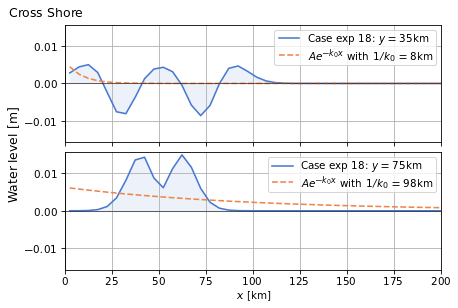 Cross Shore
Water level [m]
0.01
0.00
−0.01
Case exp 18: y = 35km
Ae^{−k₀x} with 1/k₀ = 8km
0.01
0.00
−0.01
Case exp 18: y = 75km
Ae^{−k₀x} with 1/k₀ = 98km
0 25 50 75 100 125 150 175 200
x [km]